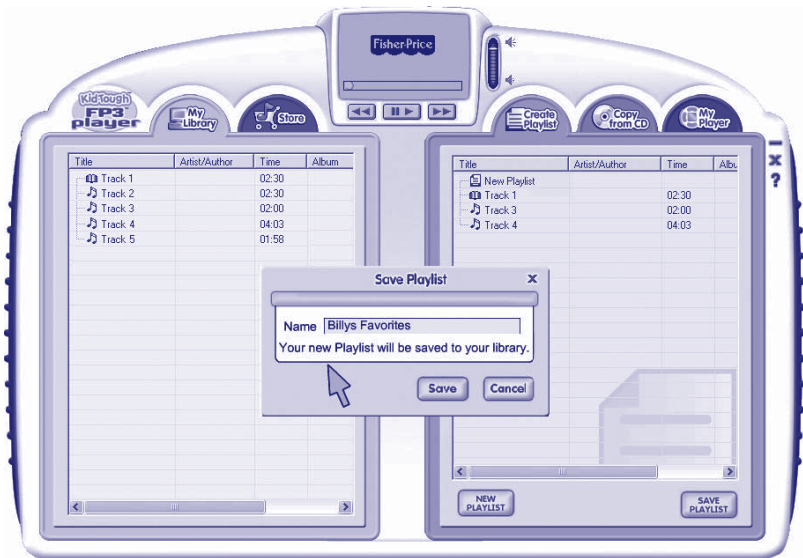 Fisher-Price
KidTough
FP3
player
My Library
Store
Create Playlist
Copy from CD
My Player
X
?
Title Artist/Author Time Album
Track 1 02:30
Track 2 02:30
Track 3 02:00
Track 4 04:03
Track 5 01:58
Title Artist/Author Time Albu
New Playlist
Track 1 02:30
Track 3 02:00
Track 4 04:03
Save Playlist X
Name Billys Favorites
Your new Playlist will be saved to your library.
Save Cancel
NEW PLAYLIST
SAVE PLAYLIST